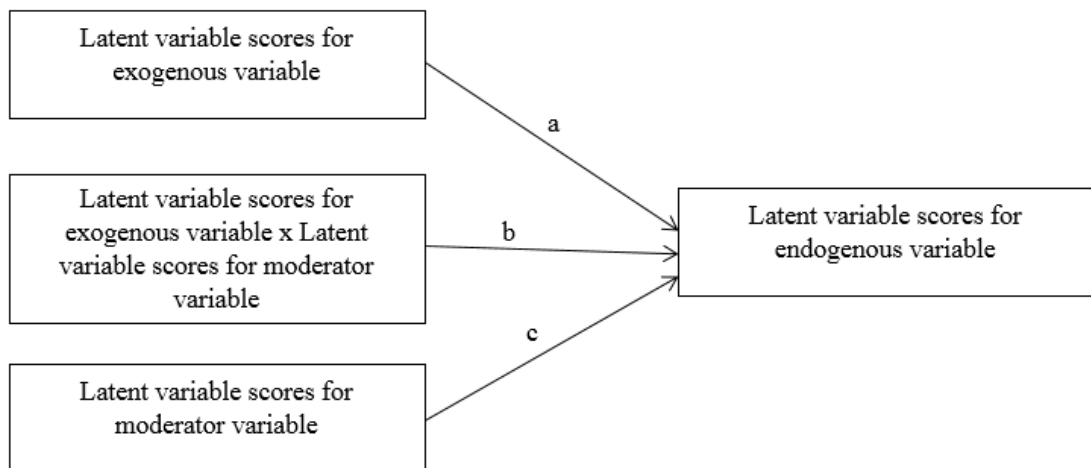 Latent variable scores for
exogenous variable
a
Latent variable scores for
exogenous variable x Latent
variable scores for moderator
variable
b
Latent variable scores for
endogenous variable
c
Latent variable scores for
moderator variable